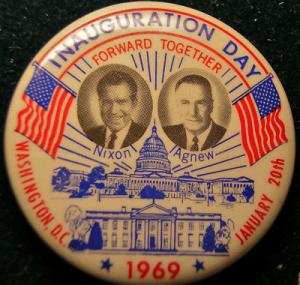 INAUGURATION DAY
FORWARD TOGETHER
Nixon
Agnew
WASHINGTON, D.C.
JANUARY 20th
1969